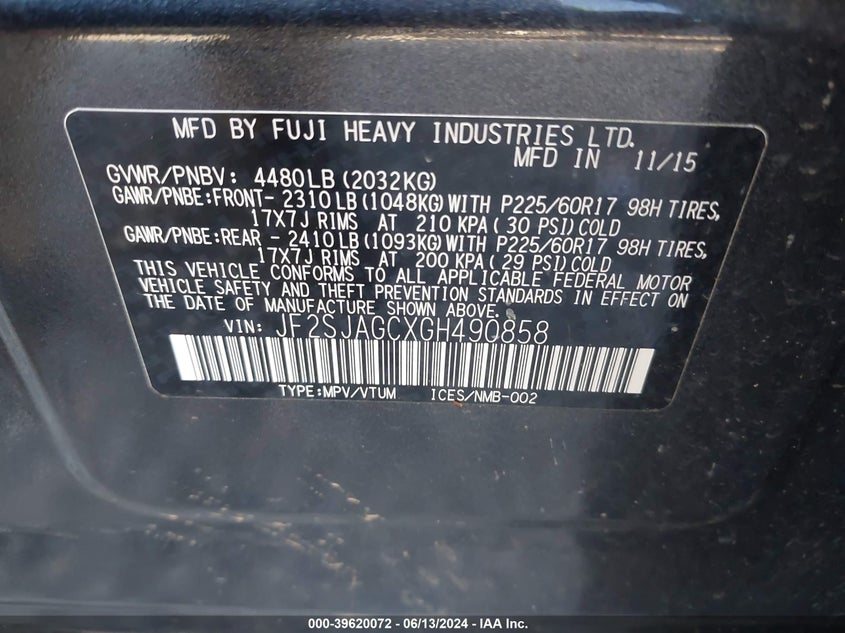 MFD BY FUJI HEAVY INDUSTRIES LTD.
MFD IN 11/15
GVWR/PNBV: 4480LB (2032KG)
GAWR/PNBE:FRONT- 2310LB (1048KG) WITH P225/60R17 98H TIRES,
17X7J RIMS AT 210 KPA ( 30 PSI) COLD
GAWR/PNBE:REAR - 2410LB (1093KG) WITH P225/60R17 98H TIRES,
17X7J RIMS AT 200 KPA ( 29 PSI) COLD
THIS VEHICLE CONFORMS TO ALL APPLICABLE FEDERAL MOTOR
VEHICLE SAFETY AND THEFT PREVENTION STANDARDS IN EFFECT ON
THE DATE OF MANUFACTURE SHOWN ABOVE.
VIN: JF2SJAGCXGH490858
TYPE:MPV/VTUM ICES/NMB-002
000-39620072 - 06/13/2024 - IAA Inc.